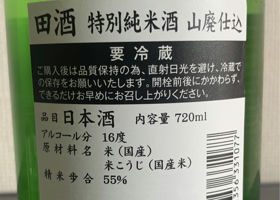 田酒 特別純米酒 山廃仕込
要冷蔵
ご購入後は品質保持の為、直射日光を避け、冷蔵で
の保存をお願いいたします。開栓前後にかかわらず、
できるだけお早めにお召し上がりください。
品目 日本酒 内容量 720ml
アルコール分 16度
原材料名 米(国産)
米こうじ(国産米)
精米歩合 55%
356331077